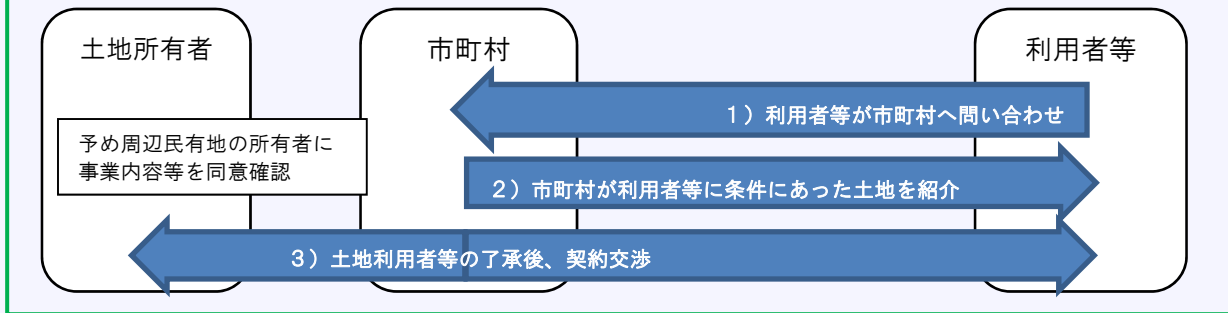 土地所有者
市町村
利用者等
1）利用者等が市町村へ問い合わせ
予め周辺民有地の所有者に
事業内容等を同意確認
2）市町村が利用者等に条件にあった土地を紹介
3）土地利用者等の了承後、契約交渉